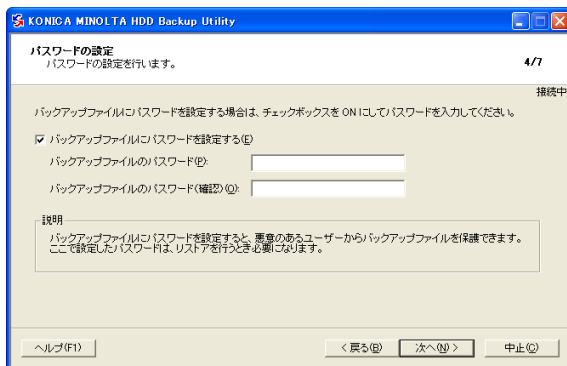 KONICA MINOLTA HDD Backup Utility
パスワードの設定
パスワードの設定を行います。
4/7
接続中
バックアップファイルにパスワードを設定する場合は、チェックボックスをONにしてパスワードを入力してください。
バックアップファイルにパスワードを設定する(E)
バックアップファイルのパスワード(P):
バックアップファイルのパスワード(確認)(O):
説明
バックアップファイルにパスワードを設定すると、悪意のあるユーザーからバックアップファイルを保護できます。
ここで設定したパスワードは、リストアを行うとき必要になります。
ヘルプ(F1)
< 戻る(B)
次へ(N) >
中止(C)